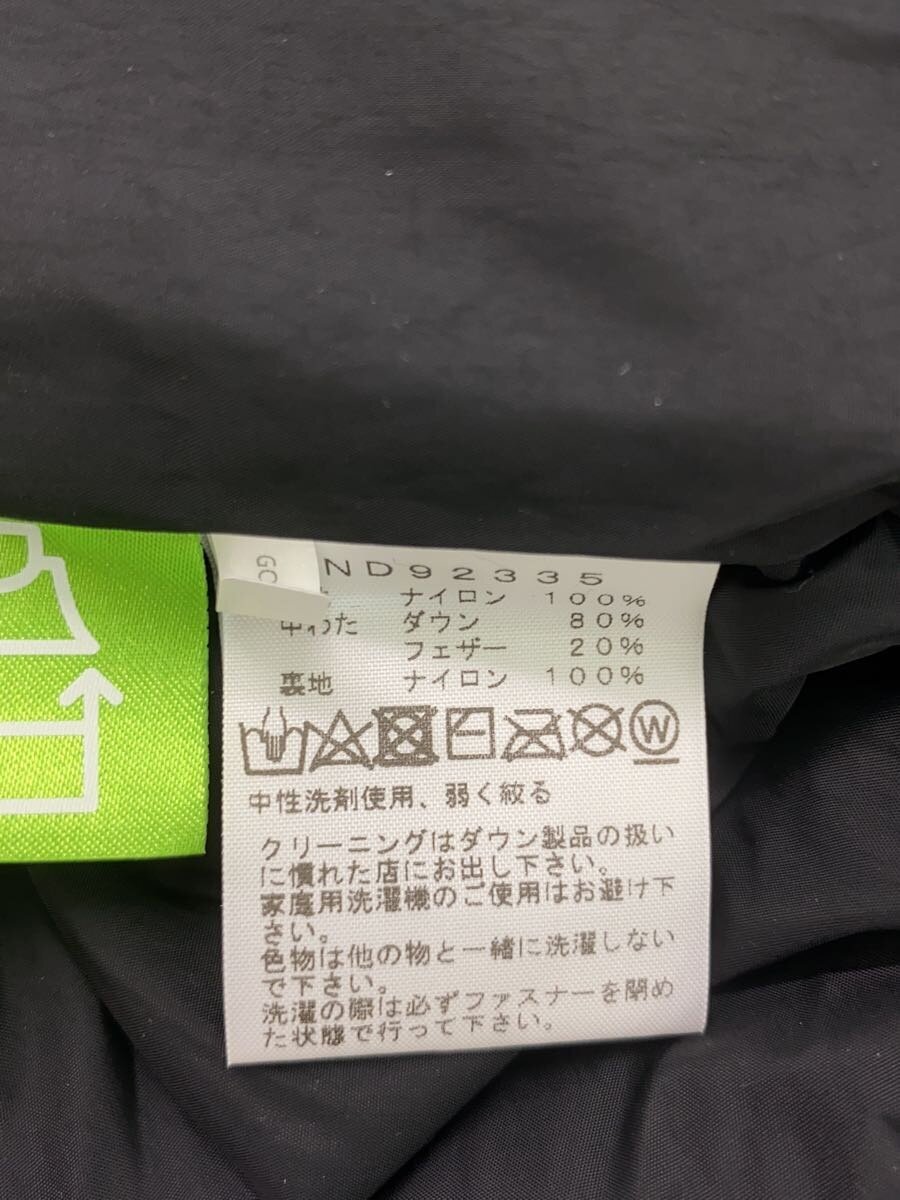 GC
ND92335
ナイロン 100%
中わた ダウン 80%
フェザー 20%
裏地 ナイロン 100%
W
中性洗剤使用、弱く絞る
クリーニングはダウン製品の扱い
に慣れた店にお出し下さい。
家庭用洗濯機のご使用はお避け下
さい。
色物は他の物と一緒に洗濯しない
で下さい。
洗濯の際は必ずファスナーを閉め
た状態で行って下さい。